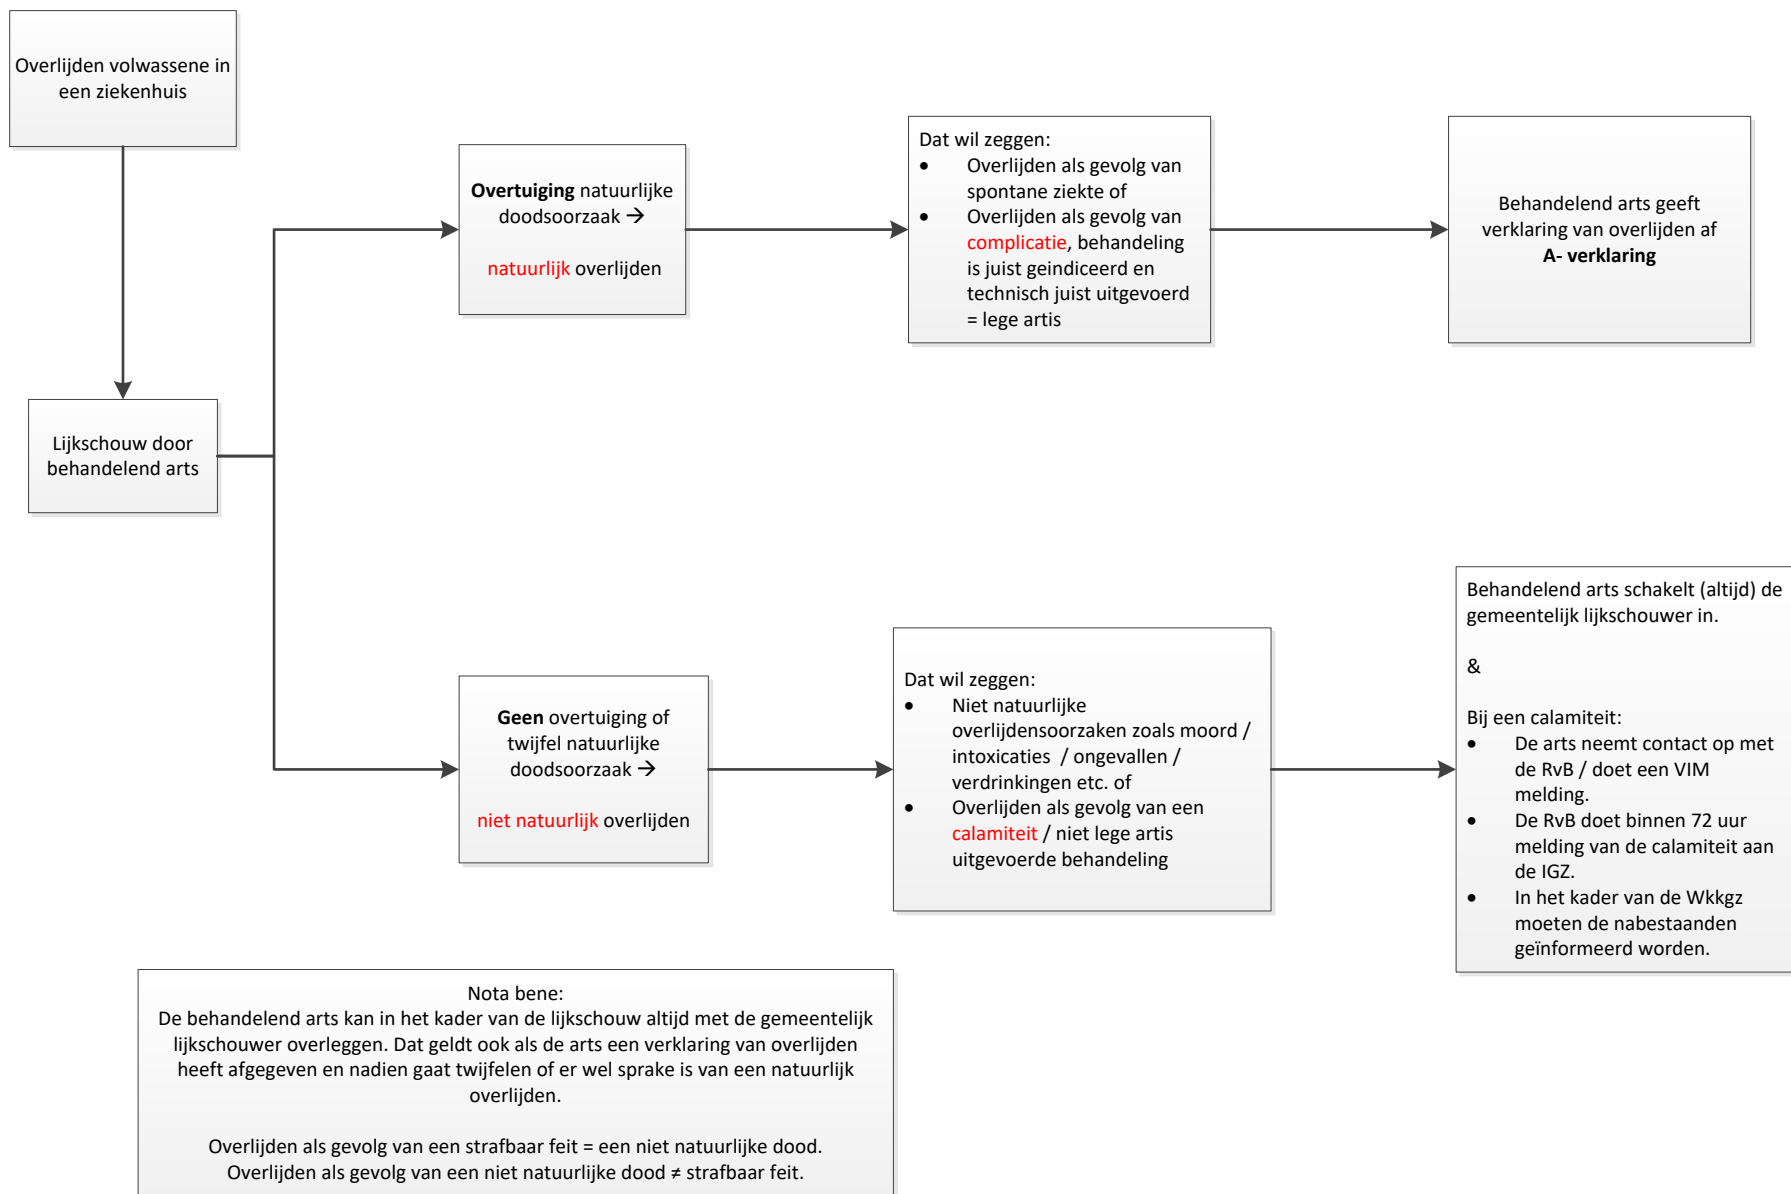 Overlijden volwassene in
een ziekenhuis
Lijkschouw door
behandelend arts
Overtuiging natuurlijke
doodsoorzaak →
natuurlijk overlijden
Dat wil zeggen:
• Overlijden als gevolg van
spontane ziekte of
• Overlijden als gevolg van
complicatie, behandeling
is juist geindiceerd en
technisch juist uitgevoerd
= lege artis
Behandelend arts geeft
verklaring van overlijden af
A- verklaring
Geen overtuiging of
twijfel natuurlijke
doodsoorzaak →
niet natuurlijk overlijden
Dat wil zeggen:
• Niet natuurlijke
overlijdensoorzaken zoals moord /
intoxicaties / ongevallen /
verdrinkingen etc. of
• Overlijden als gevolg van een
calamiteit / niet lege artis
uitgevoerde behandeling
Behandelend arts schakelt (altijd) de
gemeentelijk lijkschouwer in.
&
Bij een calamiteit:
• De arts neemt contact op met
de RvB / doet een VIM
melding.
• De RvB doet binnen 72 uur
melding van de calamiteit aan
de IGZ.
• In het kader van de Wkkgz
moeten de nabestaanden
geïnformeerd worden.
Nota bene:
De behandelend arts kan in het kader van de lijkschouw altijd met de gemeentelijk
lijkschouwer overleggen. Dat geldt ook als de arts een verklaring van overlijden
heeft afgegeven en nadien gaat twijfelen of er wel sprake is van een natuurlijk
overlijden.
Overlijden als gevolg van een strafbaar feit = een niet natuurlijke dood.
Overlijden als gevolg van een niet natuurlijke dood ≠ strafbaar feit.